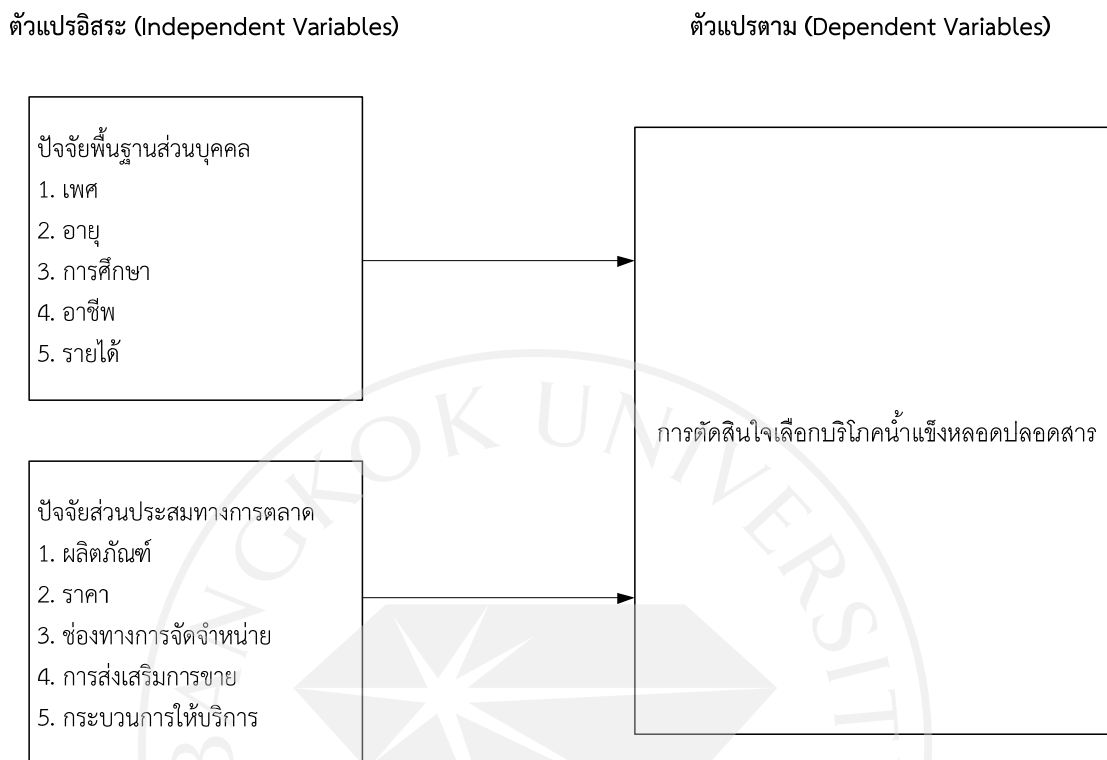 ตัวแปรอิสระ (Independent Variables)
ตัวแปรตาม (Dependent Variables)
ปัจจัยพื้นฐานส่วนบุคคล
1. เพศ
2. อายุ
3. การศึกษา
4. อาชีพ
5. รายได้
การตัดสินใจเลือกบริโภคน้ำแข็งหลอดปลอดสาร
ปัจจัยส่วนประสมทางการตลาด
1. ผลิตภัณฑ์
2. ราคา
3. ช่องทางการจัดจำหน่าย
4. การส่งเสริมการขาย
5. กระบวนการให้บริการ
BANGKOK UNIVERSIT